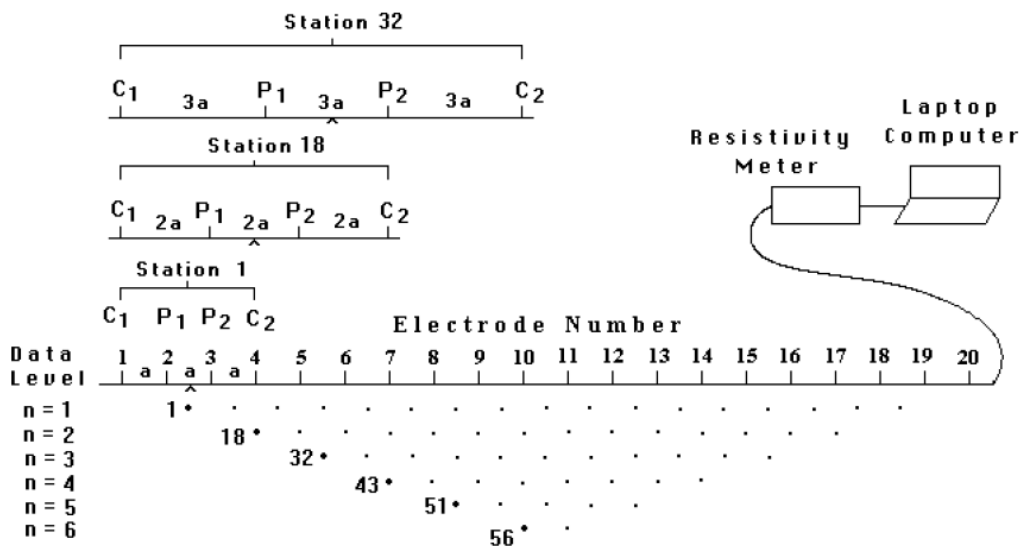 Station 32
C1 3a P1 3a P2 3a C2
Station 18
C1 2a P1 2a P2 2a C2
Station 1
C1 P1 P2 C2
Resistivity Meter
Laptop Computer
Electrode Number
Data Level
1 2 3 4 5 6 7 8 9 10 11 12 13 14 15 16 17 18 19 20
a a a
n = 1 1
n = 2 18
n = 3 32
n = 4 43
n = 5 51
n = 6 56